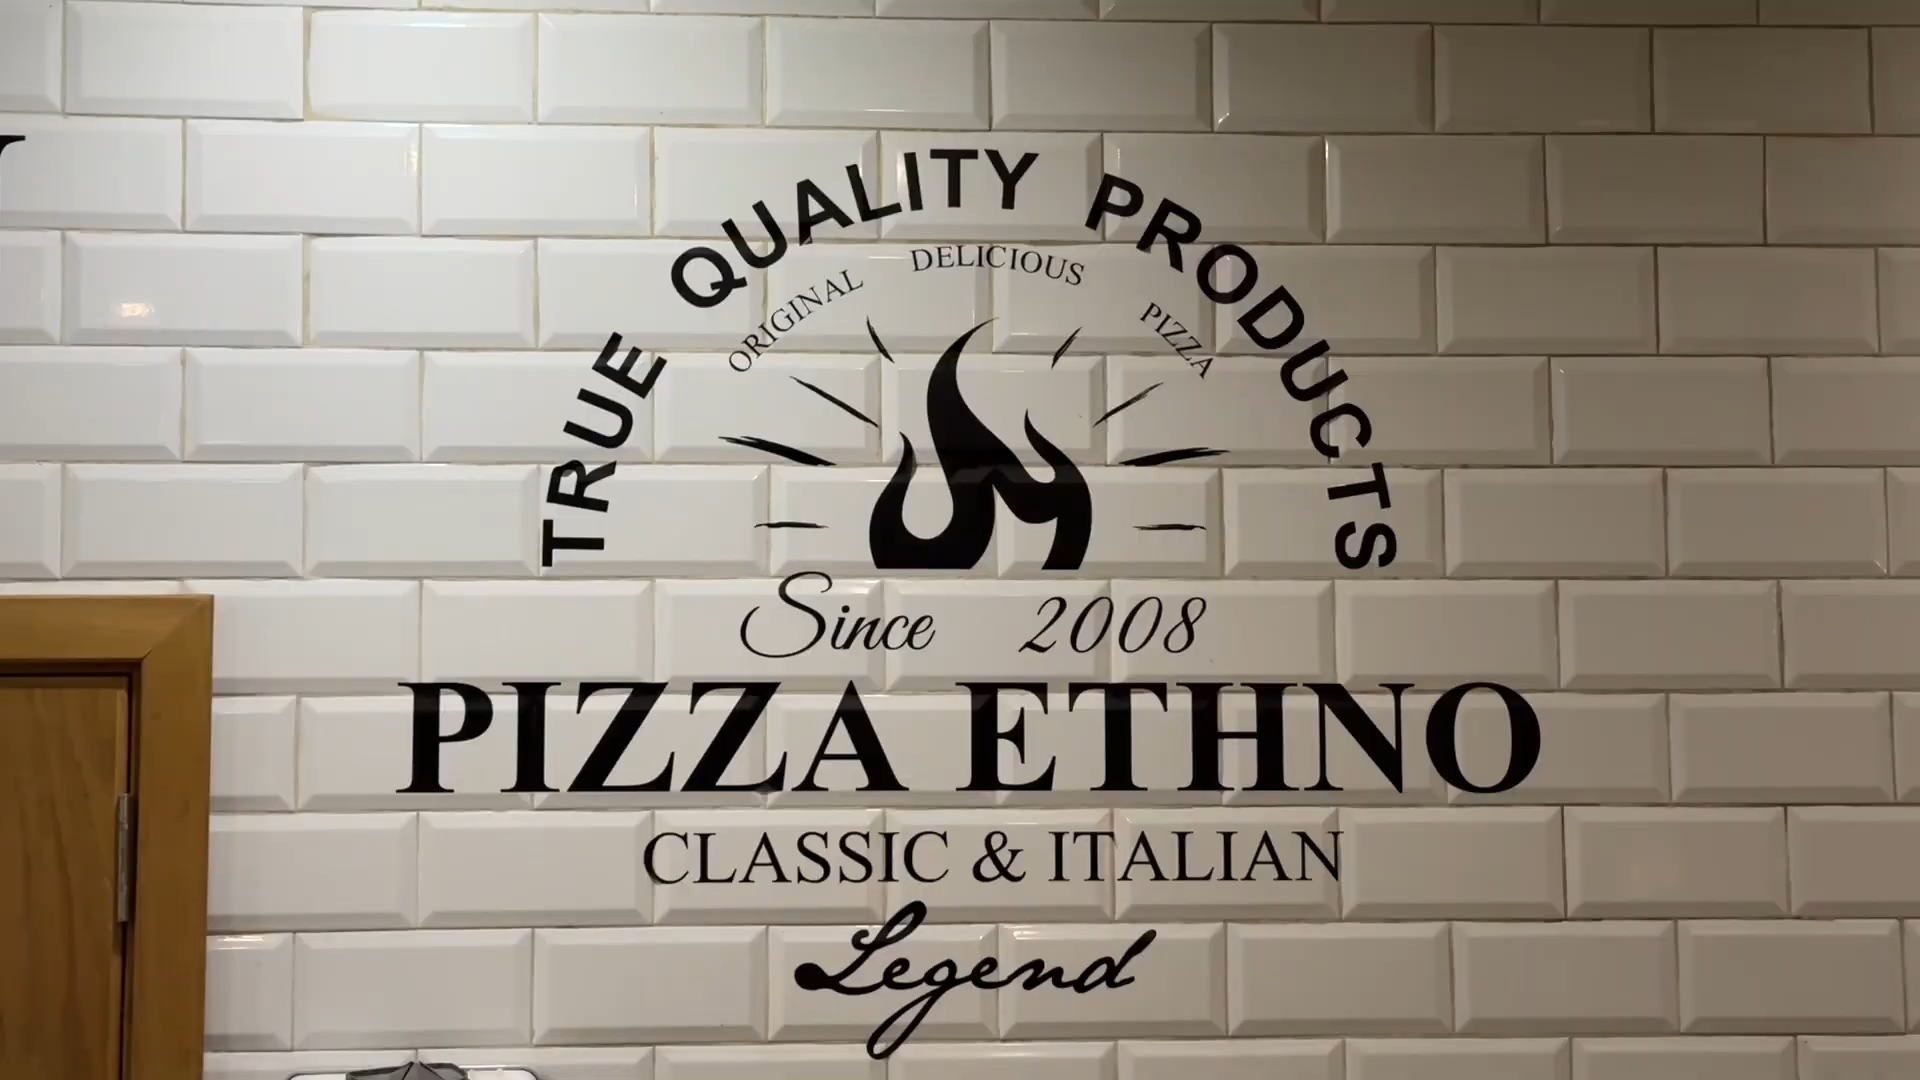 TRUE QUALITY PRODUCTS
ORIGINAL DELICIOUS PIZZA
Since 2008
PIZZA ETHNO
CLASSIC & ITALIAN
Legend